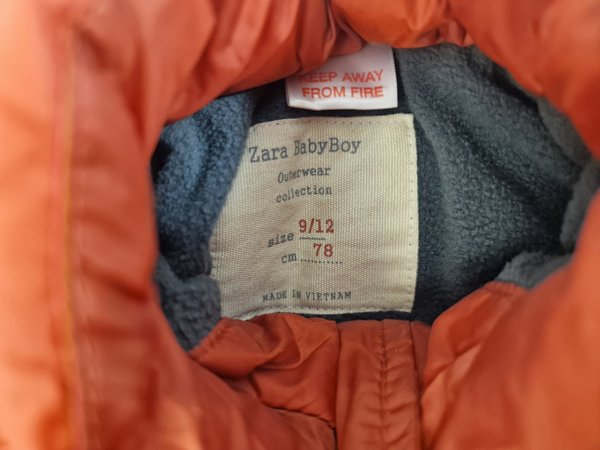 KEEP AWAY
FROM FIRE
Zara BabyBoy
Outerwear
collection
size 9/12
cm 78
MADE IN VIETNAM